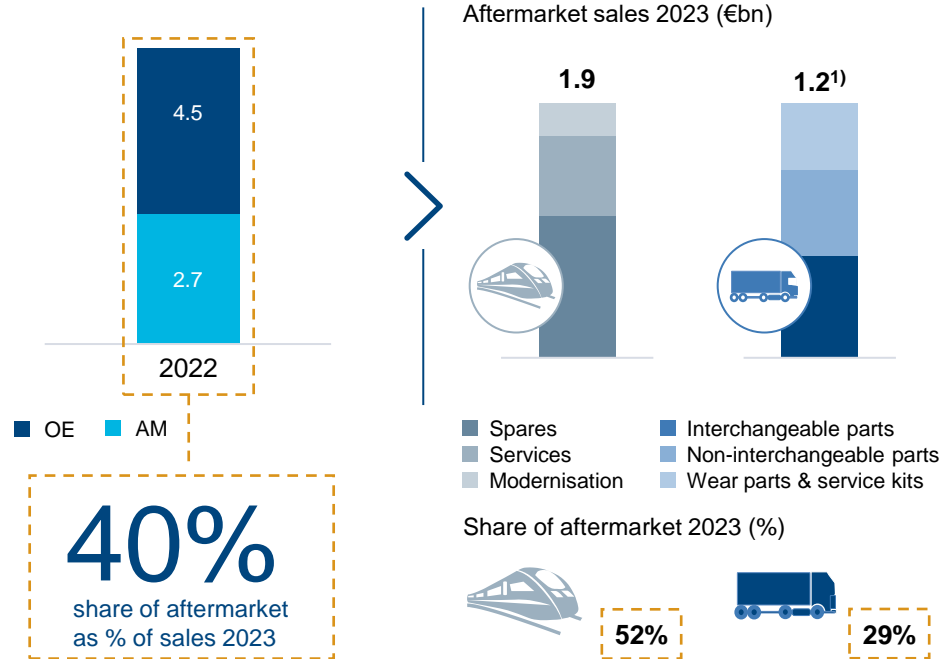 4.5
2.7
2022
OE AM
40%
share of aftermarket
as % of sales 2023
Aftermarket sales 2023 (€bn)
1.9 1.2¹⁾
Spares
Services
Modernisation
Interchangeable parts
Non-interchangeable parts
Wear parts & service kits
Share of aftermarket 2023 (%)
52% 29%